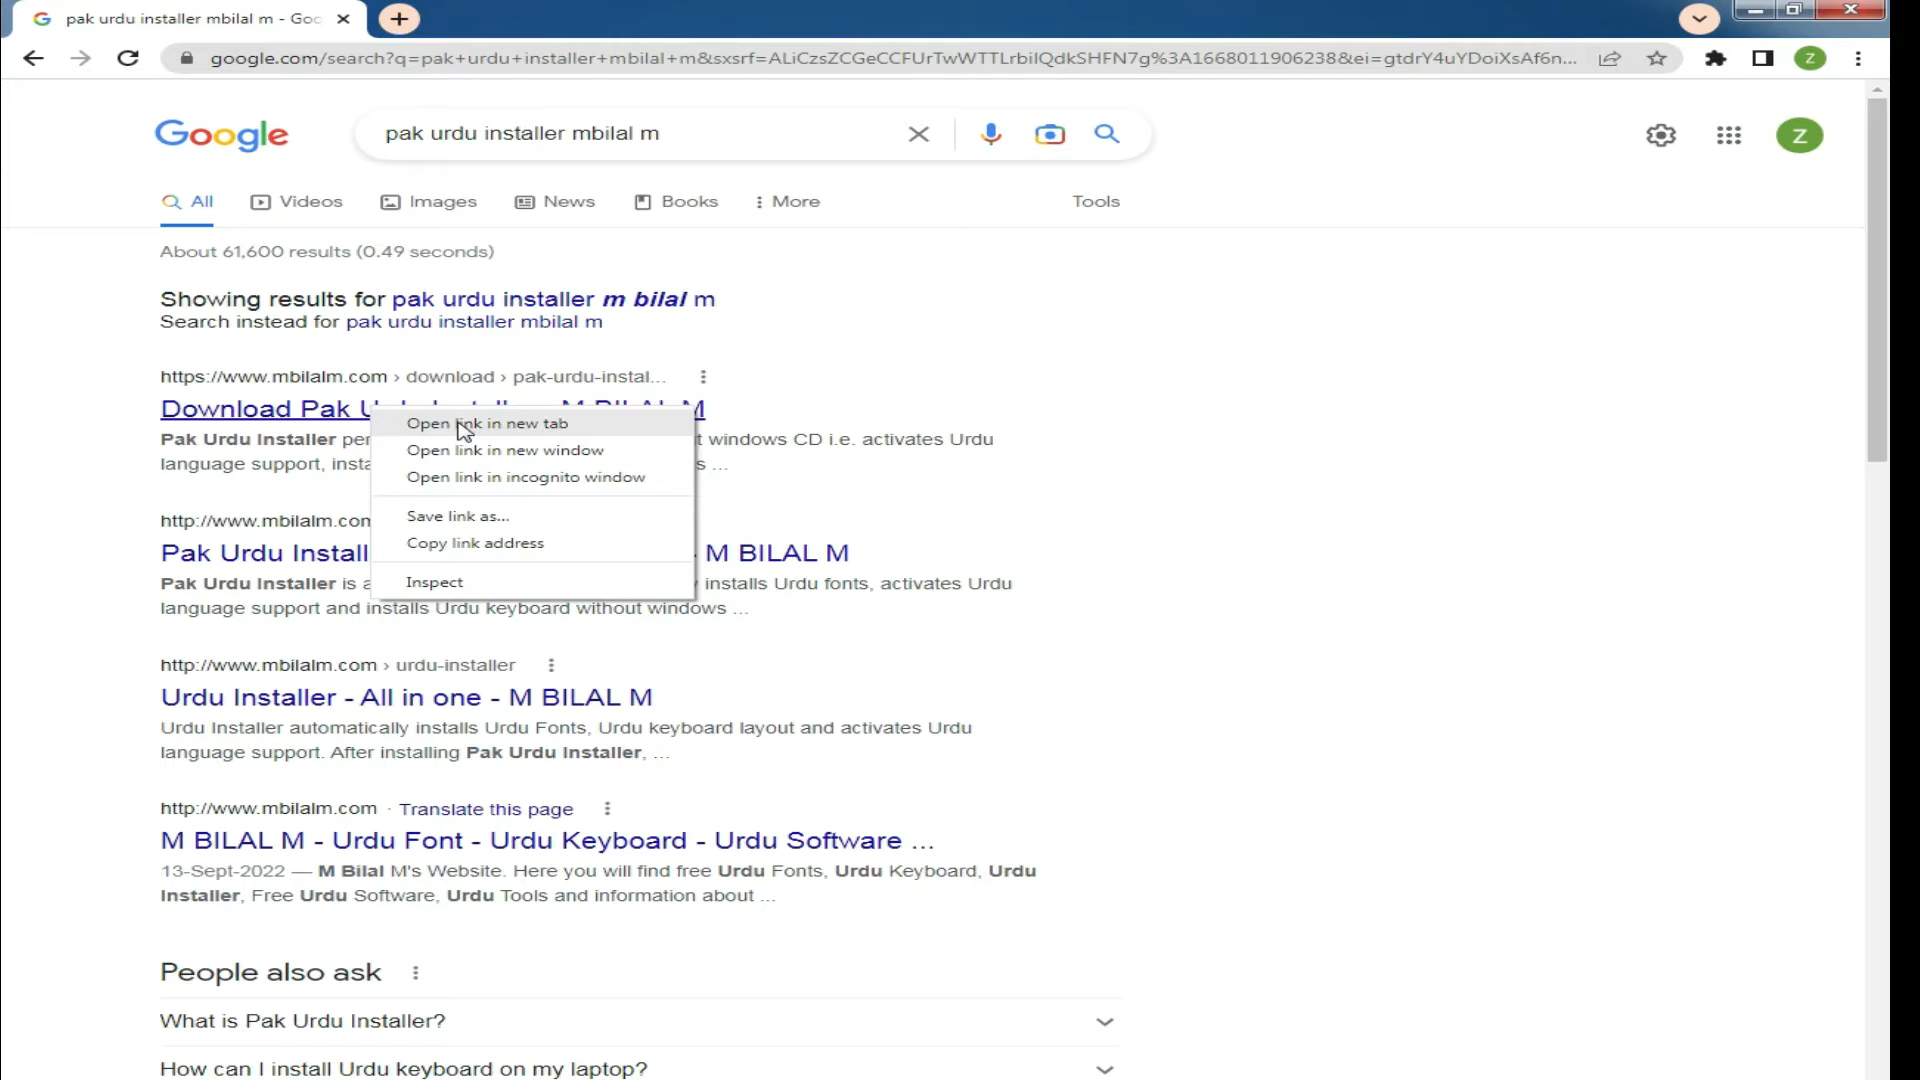 pak urdu installer mbilal m - Goo
google.com/search?q=pak+urdu+installer+mbilal+m&sxsrf=ALiCzsZCGeCCFUrTwWTTLrbiIQdkSHFN7g%3A1668011906238&ei=gtdrY4uYDoiXsAf6n...
Z
Google
pak urdu installer mbilal m
Z
All
Videos
Images
News
Books
More
Tools
About 61,600 results (0.49 seconds)
Showing results for pak urdu installer m bilal m
Search instead for pak urdu installer mbilal m
https://www.mbilalm.com › download › pak-urdu-instal...
Download Pak
Open link in new tab
Pak Urdu Installer windows CD i.e. activates Urdu
Open link in new window
language support,
Open link in incognito window
Save link as...
http://www.mbilalm.com
Copy link address
Pak Urdu Install - M BILAL M
Inspect
Pak Urdu Installer is installs Urdu fonts, activates Urdu
language support and installs Urdu keyboard without windows ...
http://www.mbilalm.com › urdu-installer
Urdu Installer - All in one - M BILAL M
Urdu Installer automatically installs Urdu Fonts, Urdu keyboard layout and activates Urdu
language support. After installing Pak Urdu Installer, ...
http://www.mbilalm.com · Translate this page
M BILAL M - Urdu Font - Urdu Keyboard - Urdu Software ...
13-Sept-2022 — M Bilal M's Website. Here you will find free Urdu Fonts, Urdu Keyboard, Urdu
Installer, Free Urdu Software, Urdu Tools and information about ...
People also ask
What is Pak Urdu Installer?
How can I install Urdu keyboard on my laptop?